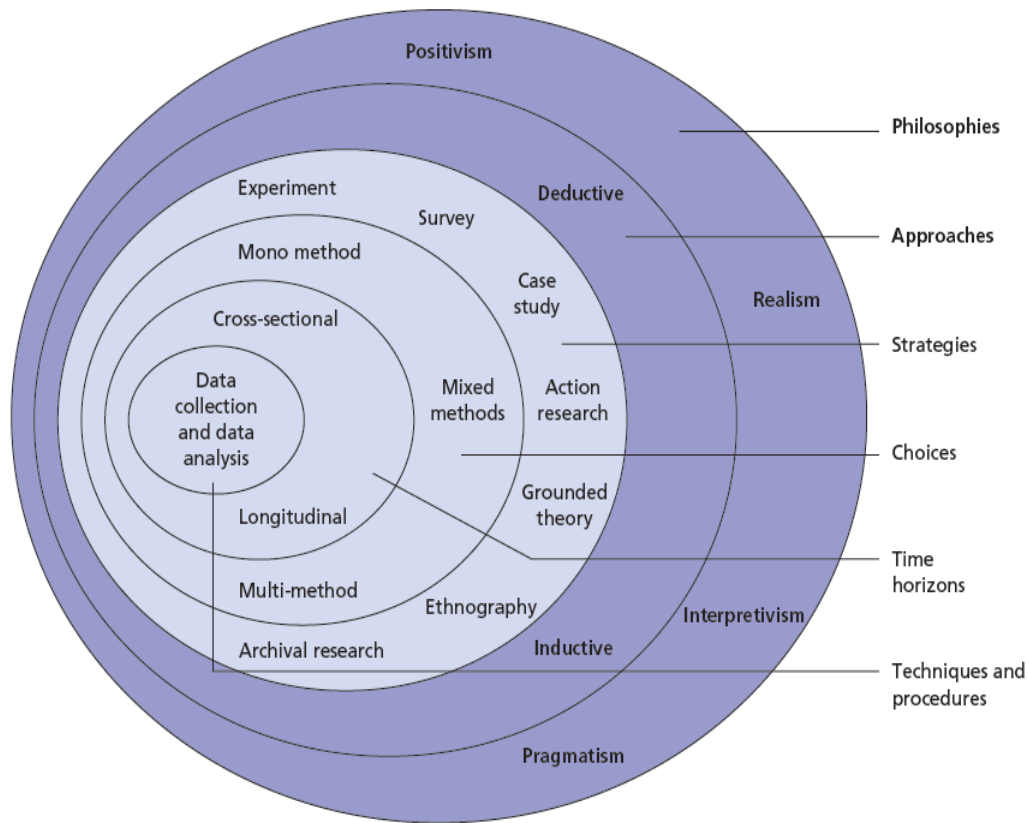 Positivism
Philosophies
Experiment
Deductive
Survey
Approaches
Mono method
Case
study
Realism
Cross-sectional
Strategies
Data
collection
and data
analysis
Mixed
methods
Action
research
Choices
Grounded
theory
Longitudinal
Time
horizons
Multi-method
Ethnography
Interpretivism
Archival research
Inductive
Techniques and
procedures
Pragmatism